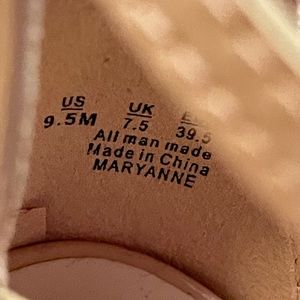 US UK
9.5M 7.5 39.5
All man made
Made in China
MARYANNE